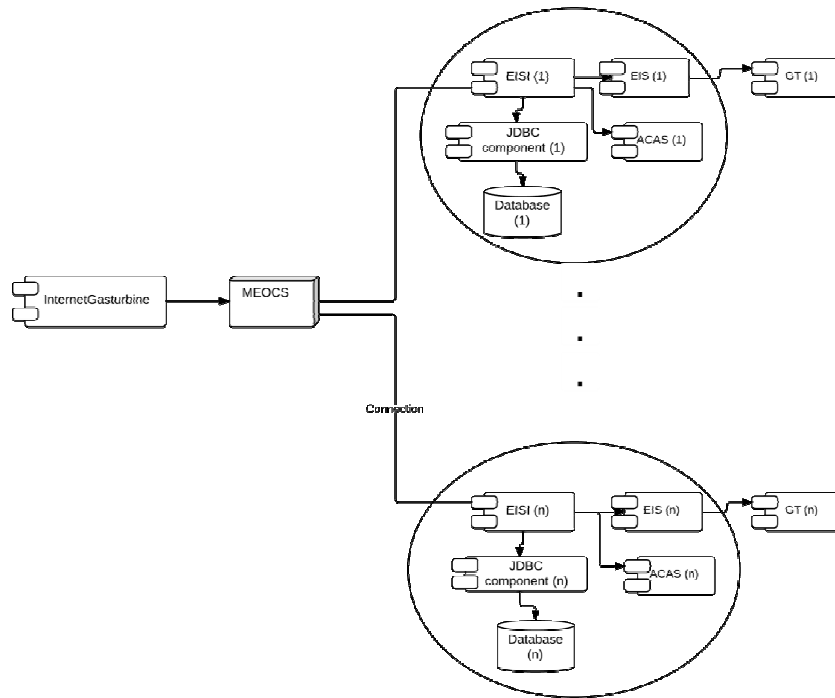 EISI (1)
EIS (1)
GT (1)
JDBC
component (1)
ACAS (1)
Database
(1)
InternetGasturbine
MEOCS
Connection
EISI (n)
EIS (n)
GT (n)
JDBC
component (n)
ACAS (n)
Database
(n)